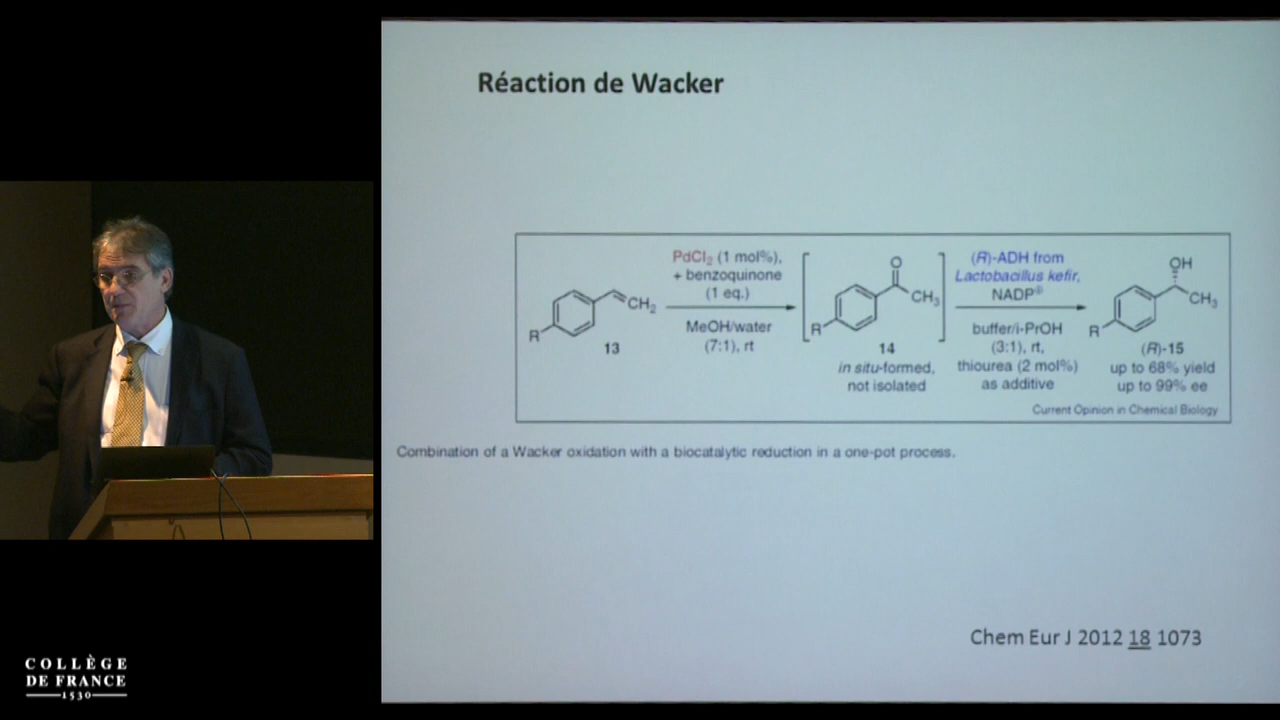 Réaction de Wacker
PdCl₂ (1 mol%),
+ benzoquinone
(1 eq.)
MeOH/water
(7:1), rt
R
CH₂
13
O
CH₃
R
14
in situ-formed,
not isolated
(R)-ADH from
Lactobacillus kefir,
NADP⊕
buffer/i-PrOH
(3:1), rt,
thiourea (2 mol%)
as additive
OH
CH₃
R
(R)-15
up to 68% yield
up to 99% ee
Current Opinion in Chemical Biology
Combination of a Wacker oxidation with a biocatalytic reduction in a one-pot process.
Chem Eur J 2012 18 1073
COLLÈGE
DE FRANCE
1530